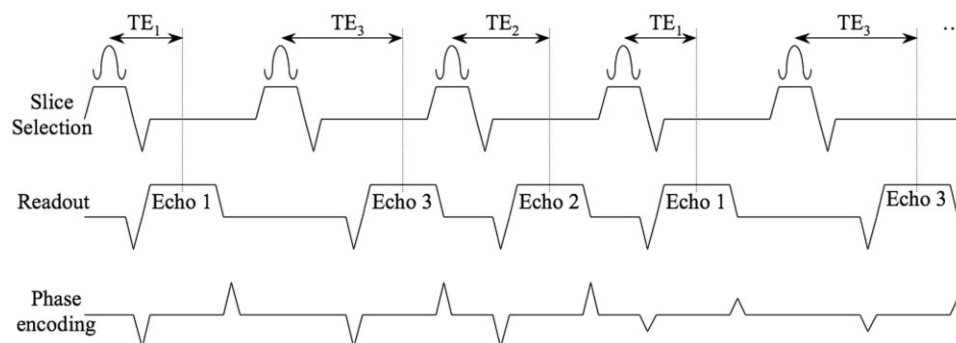 TE₁ TE₃ TE₂ TE₁ TE₃ ...
Slice
Selection
Readout Echo 1 Echo 3 Echo 2 Echo 1 Echo 3
Phase
encoding